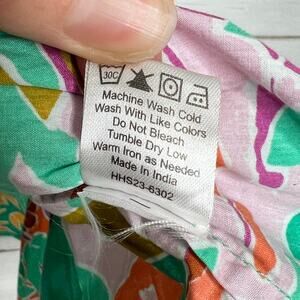 30C
Machine Wash Cold
Wash With Like Colors
Do Not Bleach
Tumble Dry Low
Warm Iron as Needed
Made In India
HHS23-6302